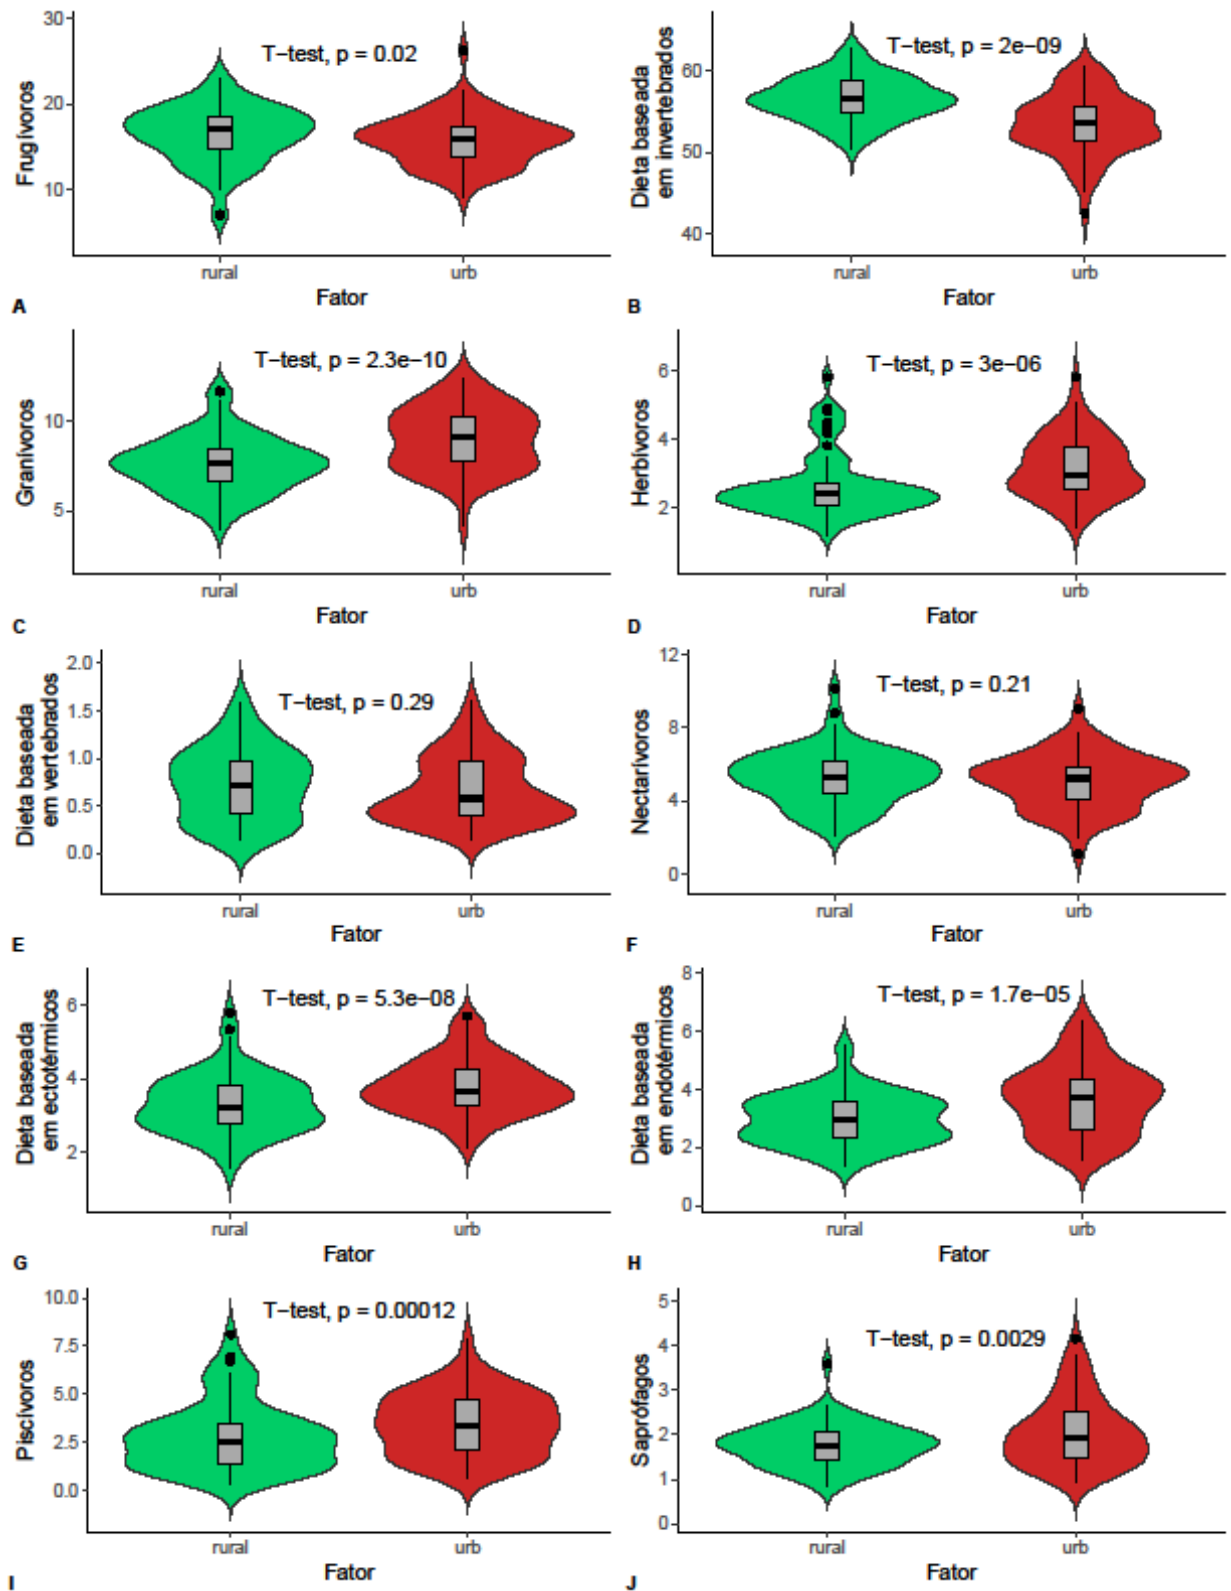 30
20
10
Frugívoros
T-test, p = 0.02
rural
urb
Fator
A
60
50
40
Dieta baseada
em invertebrados
T-test, p = 2e-09
rural
urb
Fator
B
10
5
Granívoros
T-test, p = 2.3e-10
rural
urb
Fator
C
6
4
2
Herbívoros
T-test, p = 3e-06
rural
urb
Fator
D
2.0
1.5
1.0
0.5
0.0
Dieta baseada
em vertebrados
T-test, p = 0.29
rural
urb
Fator
E
12
8
4
0
Nectarívoros
T-test, p = 0.21
rural
urb
Fator
F
6
4
2
Dieta baseada
em ectotérmicos
T-test, p = 5.3e-08
rural
urb
Fator
G
8
6
4
2
0
Dieta baseada
em endotérmicos
T-test, p = 1.7e-05
rural
urb
Fator
H
10.0
7.5
5.0
2.5
0.0
Piscívoros
T-test, p = 0.00012
rural
urb
Fator
I
5
4
3
2
1
0
Saprófagos
T-test, p = 0.0029
rural
urb
Fator
J